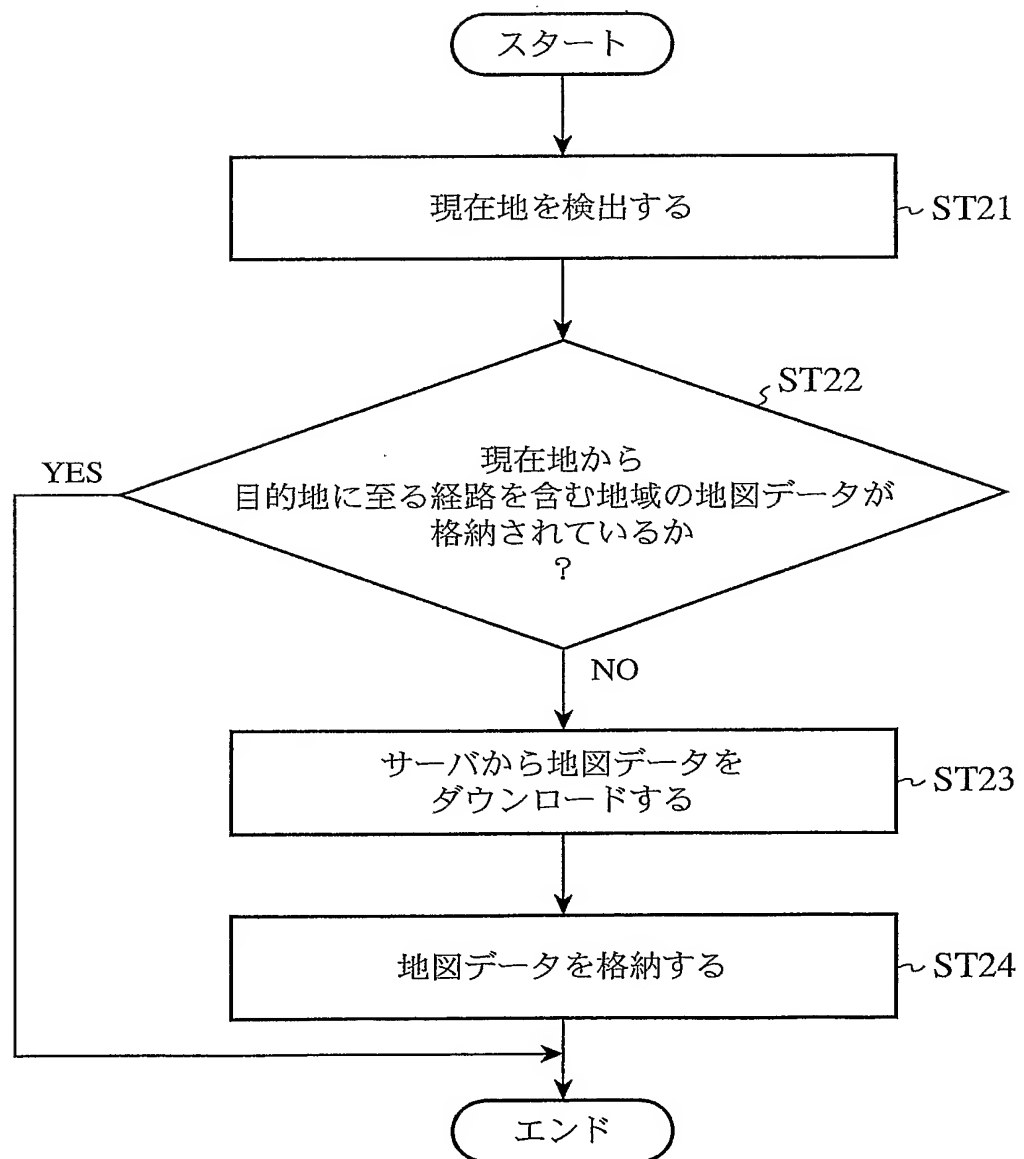 スタート
現在地を検出する
ST21
ST22
現在地から
目的地に至る経路を含む地域の地図データが
格納されているか
?
YES
NO
サーバから地図データを
ダウンロードする
ST23
地図データを格納する
ST24
エンド